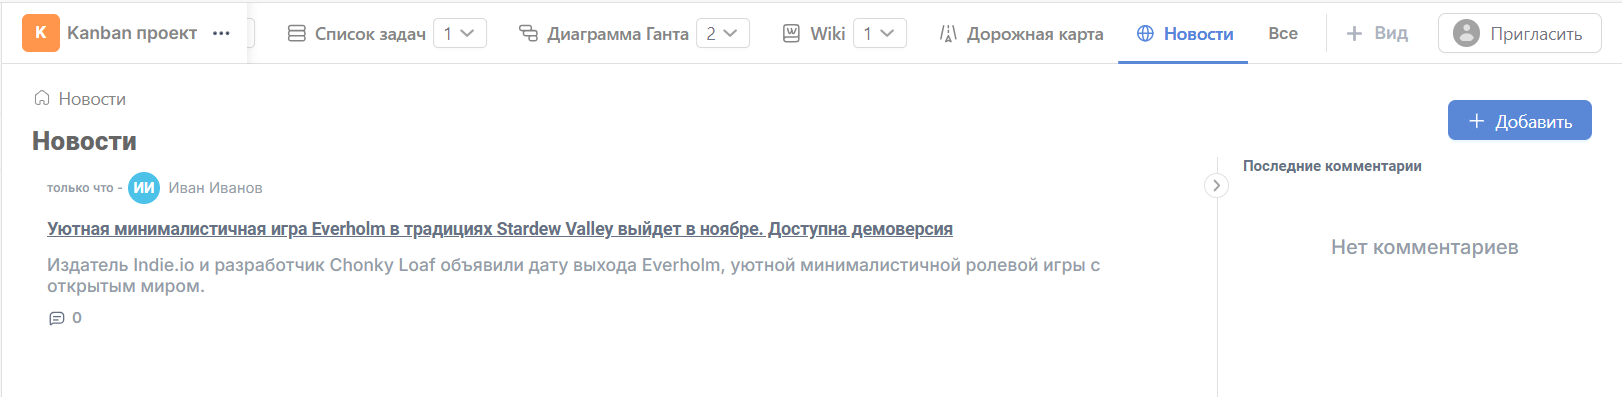 K Kanban проект ... Список задач 1 Диаграмма Ганта 2 Wiki 1 Дорожная карта Новости Все + Вид Пригласить
Новости
+ Добавить
Новости
Последние комментарии
только что - ИИ Иван Иванов
Уютная минималистичная игра Everholm в традициях Stardew Valley выйдет в ноябре. Доступна демоверсия
Нет комментариев
Издатель Indie.io и разработчик Chonky Loaf объявили дату выхода Everholm, уютной минималистичной ролевой игры с
открытым миром.
0